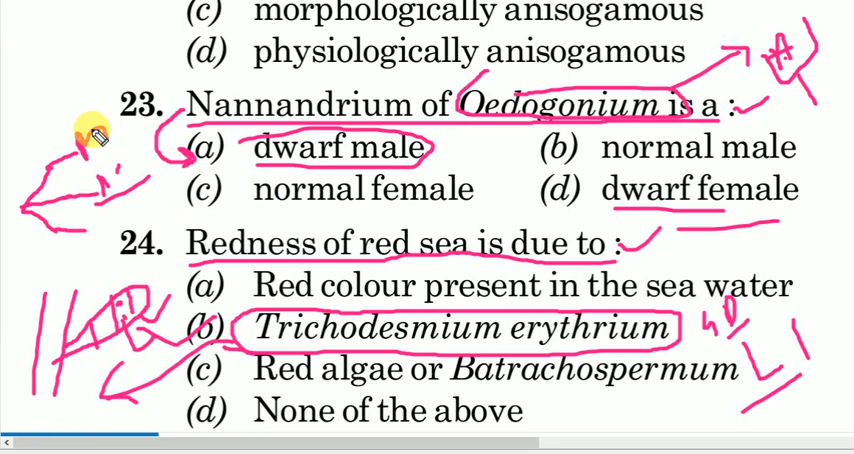 (c) morphologically anisogamous
(d) physiologically anisogamous
23. Nannandrium of Oedogonium is a :
(a) dwarf male (b) normal male
(c) normal female (d) dwarf female
24. Redness of red sea is due to :
(a) Red colour present in the sea water
(b) Trichodesmium erythrium
(c) Red algae or Batrachospermum
(d) None of the above